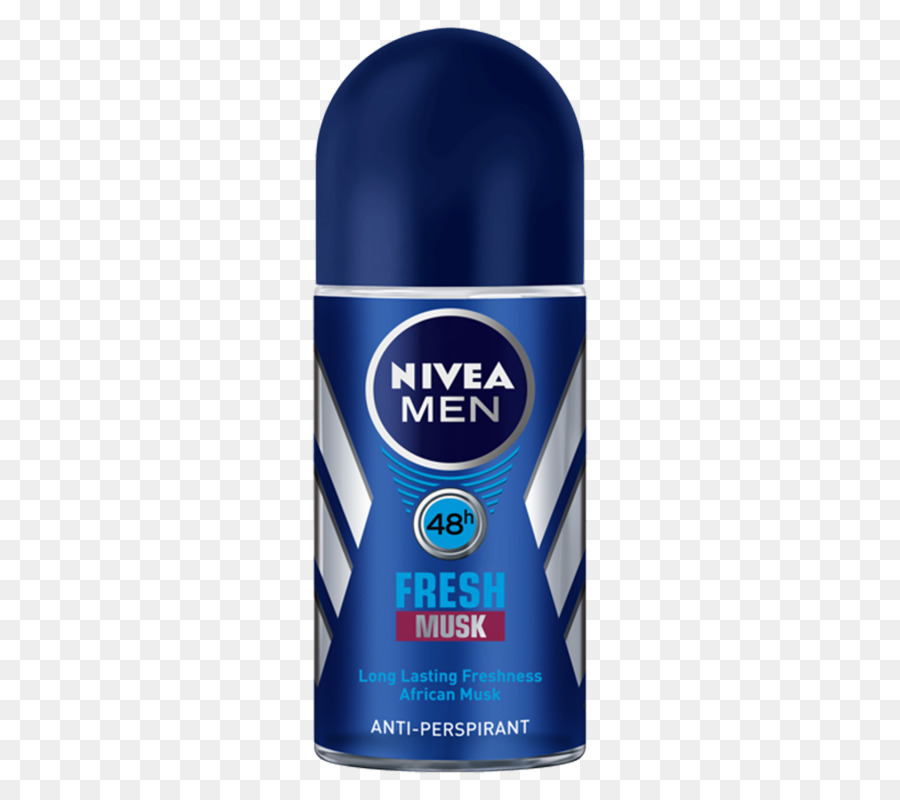 NIVEA
MEN
48h
FRESH
MUSK
Long Lasting Freshness
African Musk
ANTI-PERSPIRANT